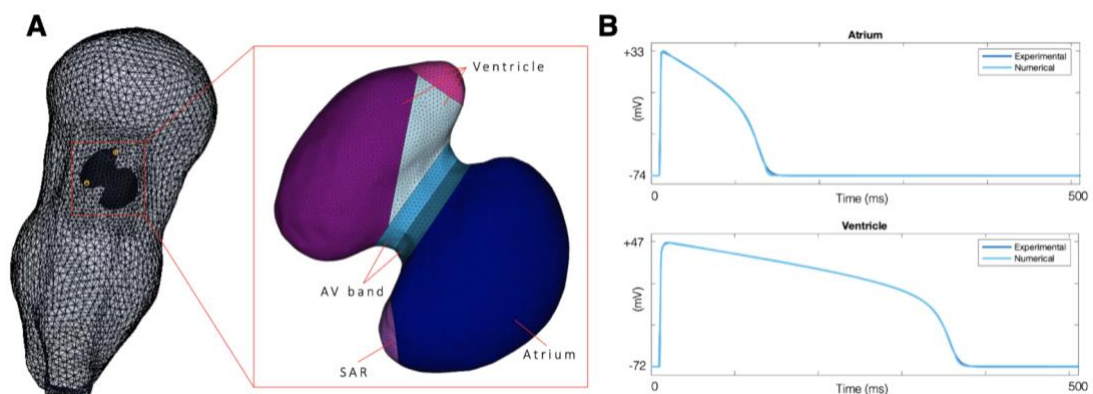 A
Ventricle
AV band
SAR
Atrium
B
Atrium
+33
(mV)
-74
0
Time (ms)
500
Experimental
Numerical
Ventricle
+47
(mV)
-72
0
Time (ms)
500
Experimental
Numerical